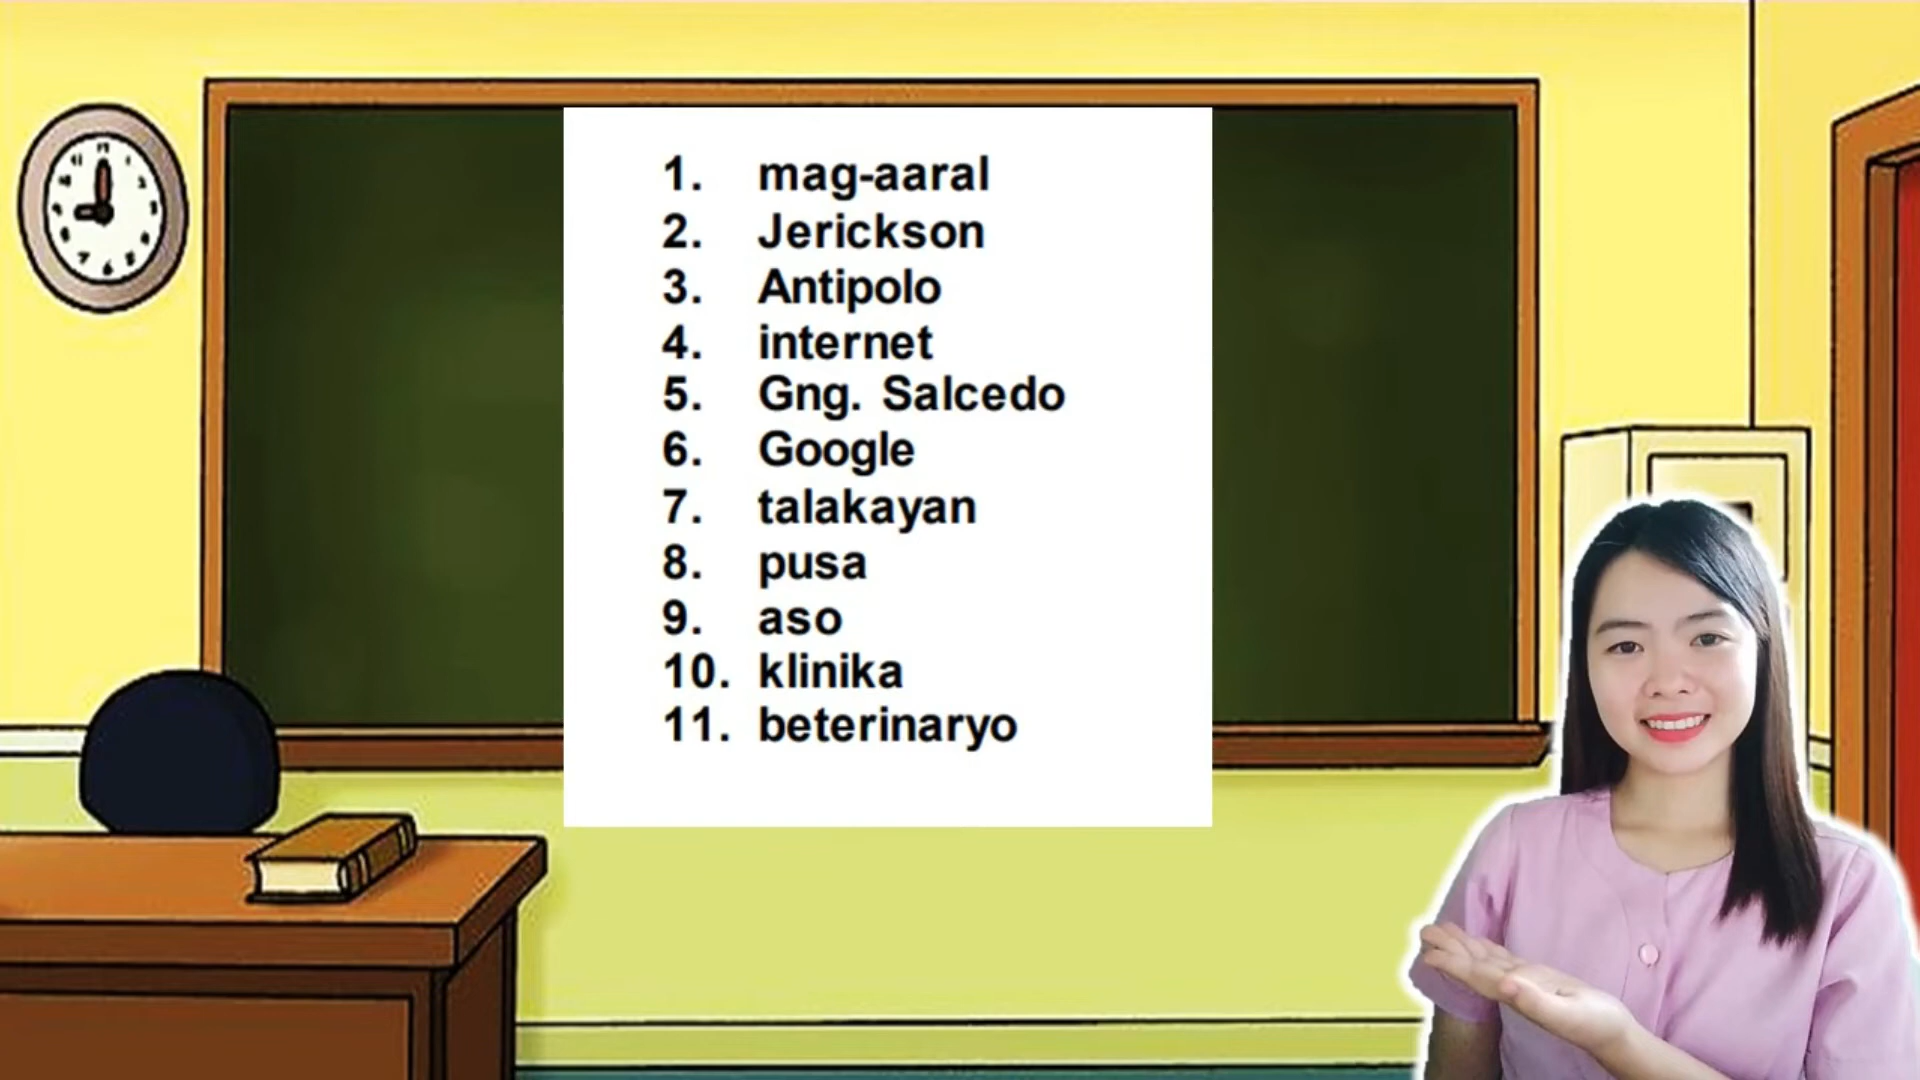 1. mag-aaral
2. Jerickson
3. Antipolo
4. internet
5. Gng. Salcedo
6. Google
7. talakayan
8. pusa
9. aso
10. klinika
11. beterinaryo